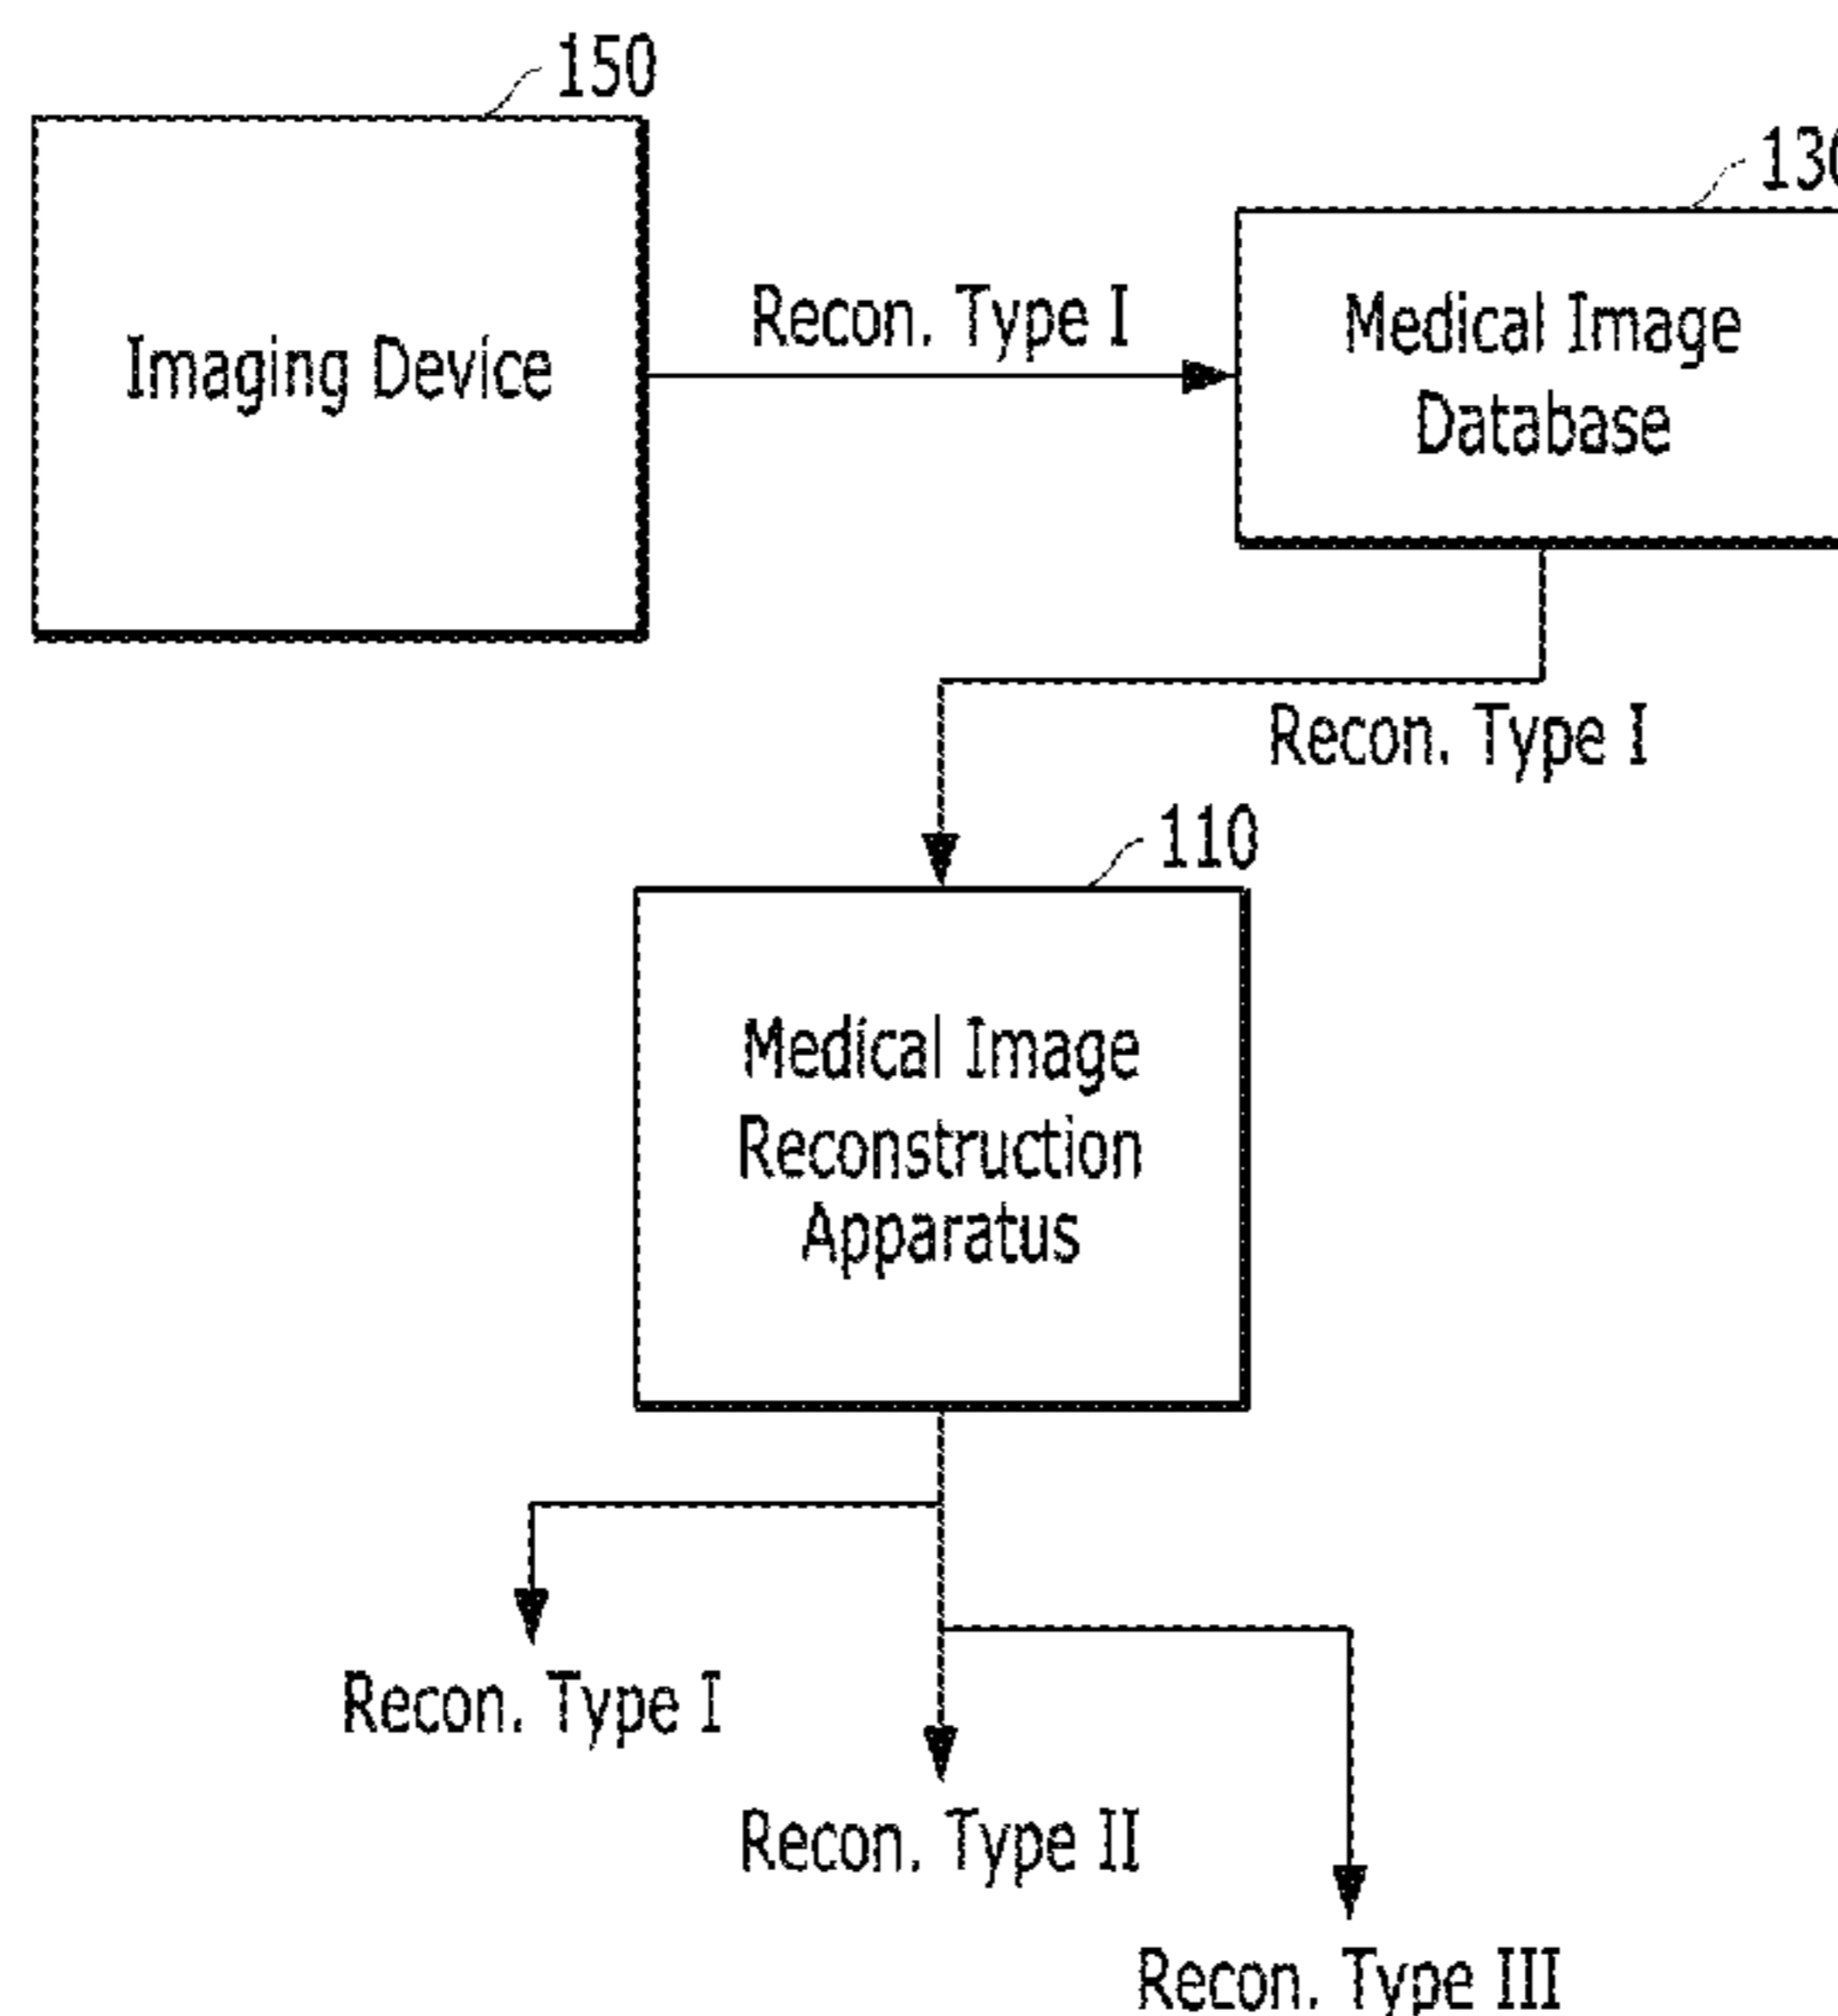 150
130
Imaging Device
Recon. Type I
Medical Image
Database
Recon. Type I
110
Medical Image
Reconstruction
Apparatus
Recon. Type I
Recon. Type II
Recon. Type III